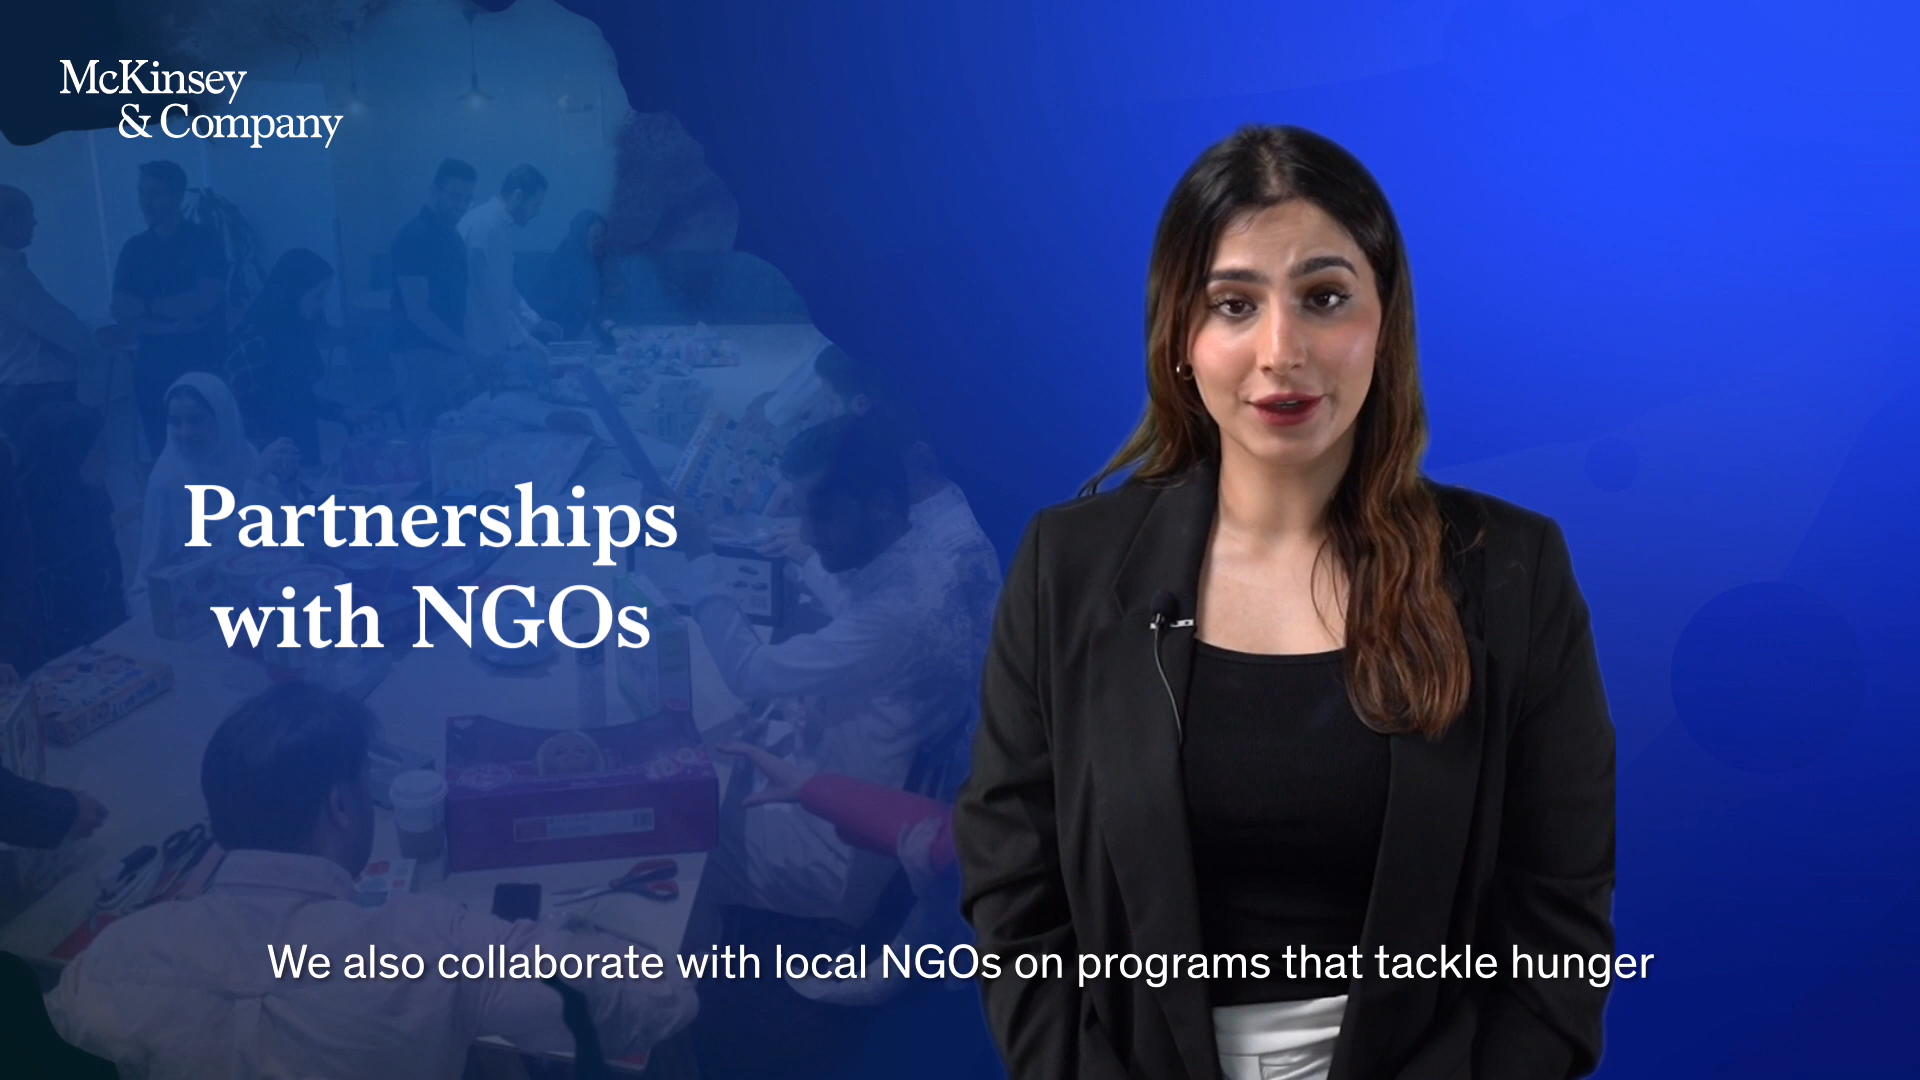 McKinsey
& Company
Partnerships
with NGOs
We also collaborate with local NGOs on programs that tackle hunger